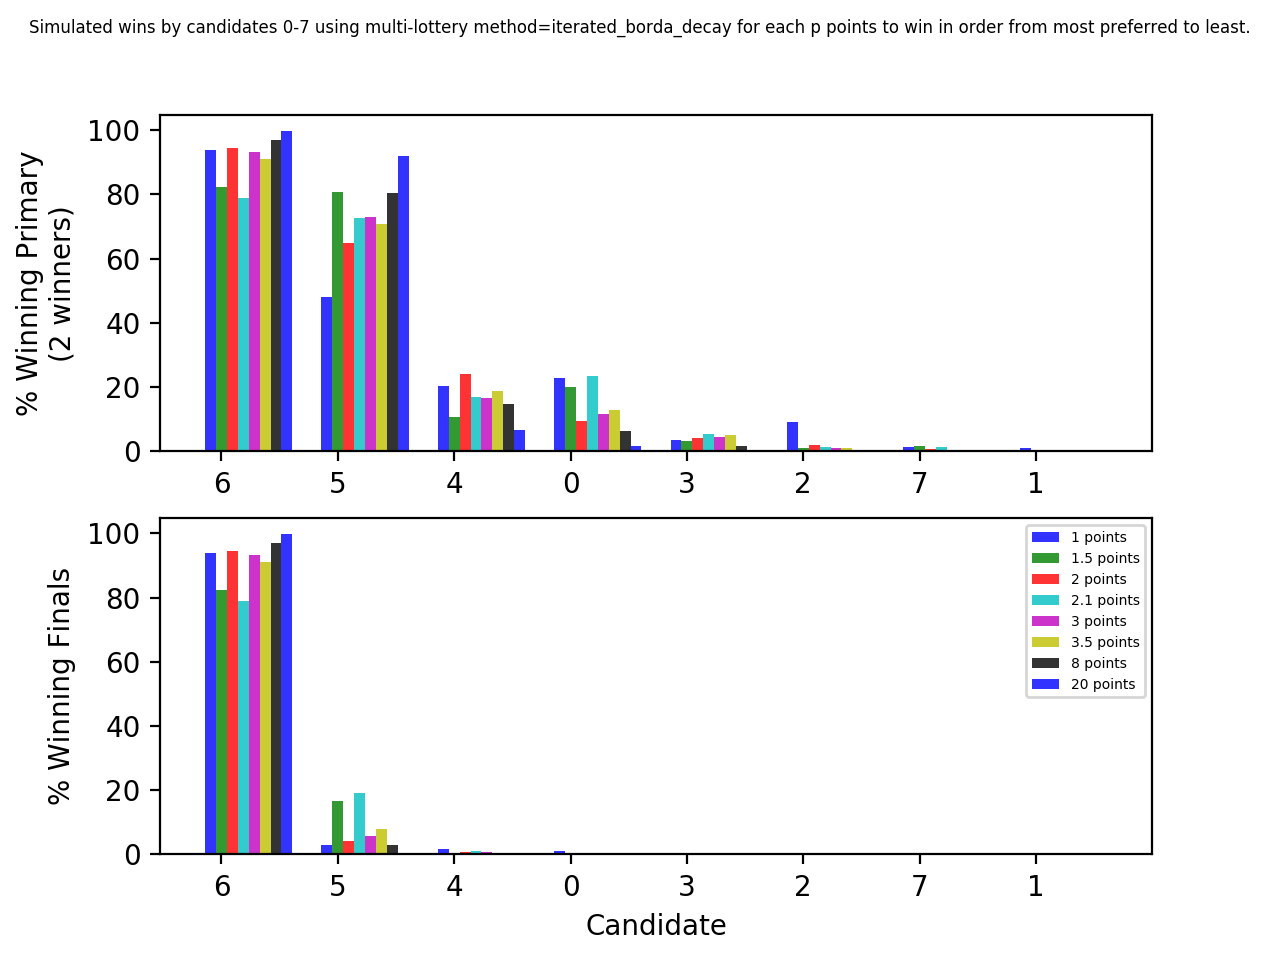 Simulated wins by candidates 0-7 using multi-lottery method=iterated_borda_decay for each p points to win in order from most preferred to least.
% Winning Primary
(2 winners)
100
80
60
40
20
0
6 5 4 0 3 2 7 1
% Winning Finals
100
80
60
40
20
0
1 points
1.5 points
2 points
2.1 points
3 points
3.5 points
8 points
20 points
6 5 4 0 3 2 7 1
Candidate